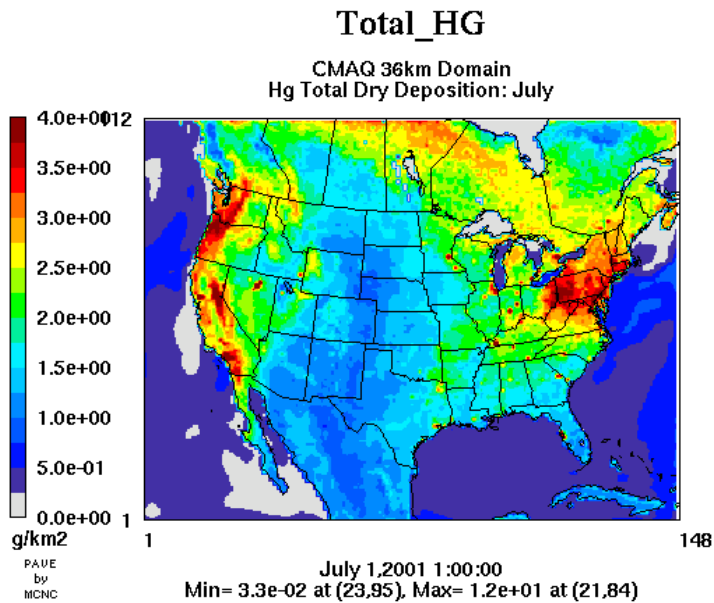 Total_HG
CMAQ 36km Domain
Hg Total Dry Deposition: July
4.0e+00
112
3.5e+00
3.0e+00
2.5e+00
2.0e+00
1.5e+00
1.0e+00
5.0e-01
0.0e+00
1
g/km2
1
148
PAVE
by
MCNC
July 1,2001 1:00:00
Min= 3.3e-02 at (23,95), Max= 1.2e+01 at (21,84)